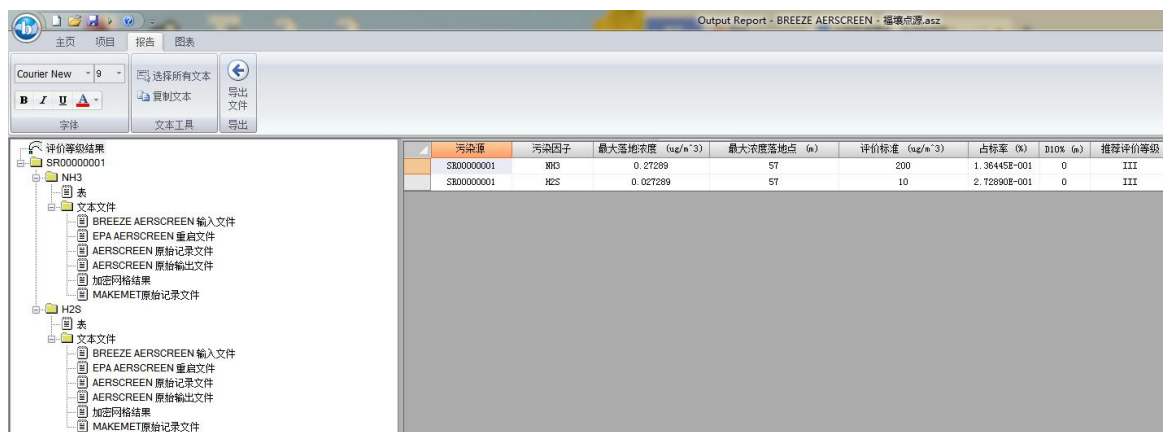 Output Report - BREEZE AERSCREEN - 福壤点源.asz
主页 项目 报告 图表
Courier New 9
选择所有文本
复制文本
导出文件
B I U A
字体 文本工具 导出
评价等级结果
SR00000001
NH3
表
文本文件
BREEZE AERSCREEN 输入文件
EPA AERSCREEN 重启文件
AERSCREEN 原始记录文件
AERSCREEN 原始输出文件
加密网格结果
MAKEMET原始记录文件
H2S
表
文本文件
BREEZE AERSCREEN 输入文件
EPA AERSCREEN 重启文件
AERSCREEN 原始记录文件
AERSCREEN 原始输出文件
加密网格结果
MAKEMET原始记录文件
污染源 污染因子 最大落地浓度 (ug/m^3) 最大浓度落地点 (m) 评价标准 (ug/m^3) 占标率 (%) D10% (m) 推荐评价等级
SR00000001 NH3 0.27289 57 200 1.36445E-001 0 III
SR00000001 H2S 0.027289 57 10 2.72890E-001 0 III